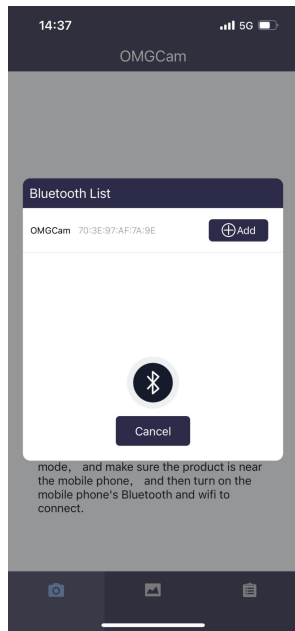 14:37
5G
OMGCam
Bluetooth List
OMGCam 70:3E:97:AF:7A:9E Add
Cancel
mode, and make sure the product is near
the mobile phone, and then turn on the
mobile phone's Bluetooth and wifi to
connect.